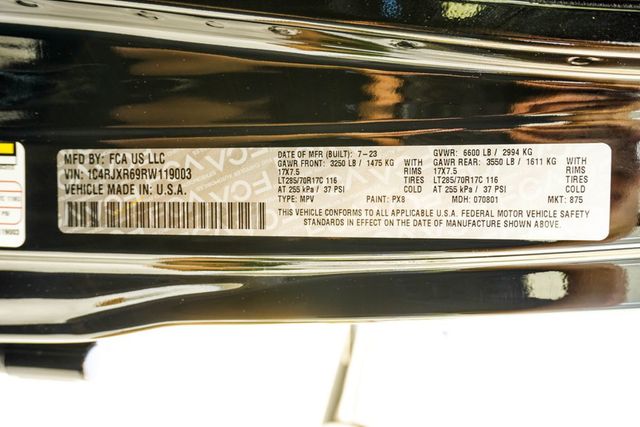 MFD BY: FCA US LLC
VIN: 1C4RJXR69RW119003
VEHICLE MADE IN: U.S.A.
DATE OF MFR (BUILT): 7-23 GVWR: 6600 LB / 2994 KG
GAWR FRONT: 3250 LB / 1475 KG WITH GAWR REAR: 3550 LB / 1611 KG WITH
17X7.5 RIMS 17X7.5 RIMS
LT285/70R17C 116 TIRES LT285/70R17C 116 TIRES
AT 255 kPa / 37 PSI COLD AT 255 kPa / 37 PSI COLD
TYPE: MPV PAINT: PX8 MDH: 070801 MKT: 875
THIS VEHICLE CONFORMS TO ALL APPLICABLE U.S.A. FEDERAL MOTOR VEHICLE SAFETY
STANDARDS IN EFFECT ON THE DATE OF MANUFACTURE SHOWN ABOVE.
119003